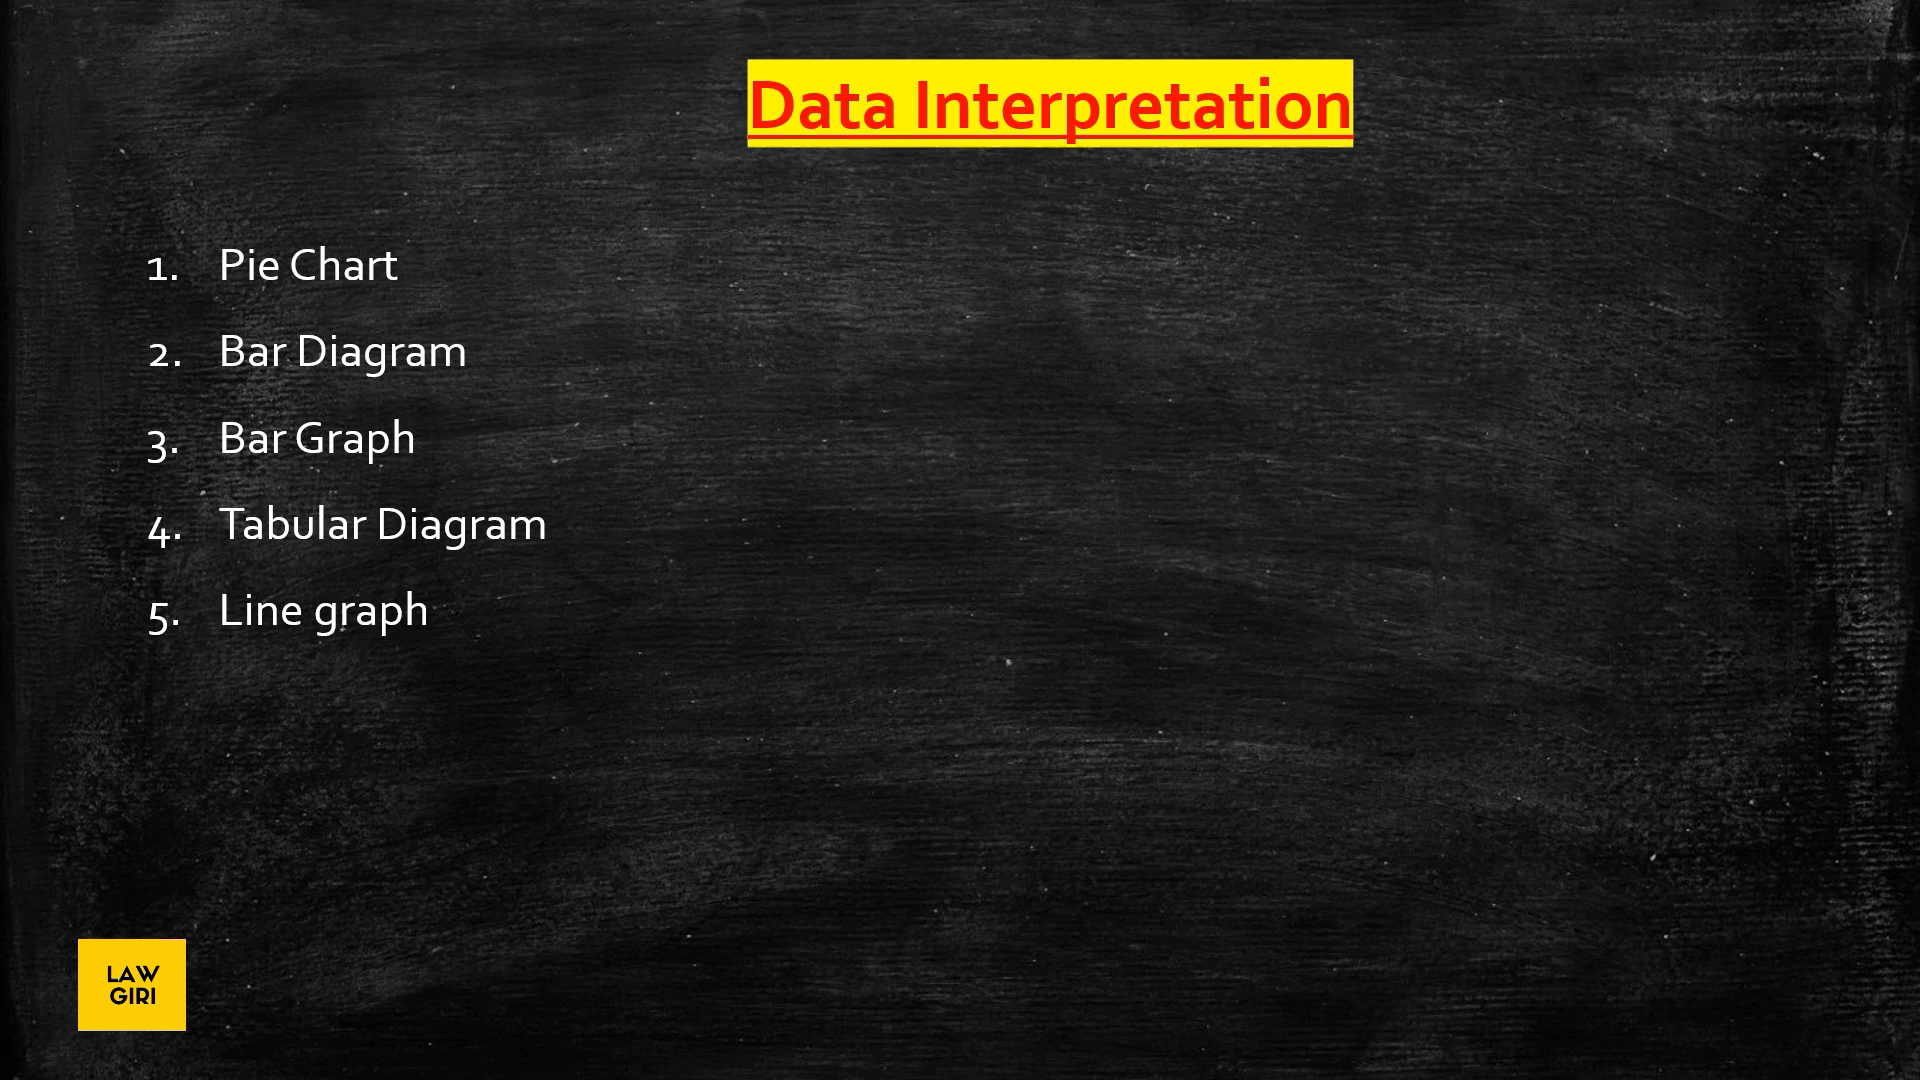 Data Interpretation
1. Pie Chart
2. Bar Diagram
3. Bar Graph
4. Tabular Diagram
5. Line graph
LAW
GIRI